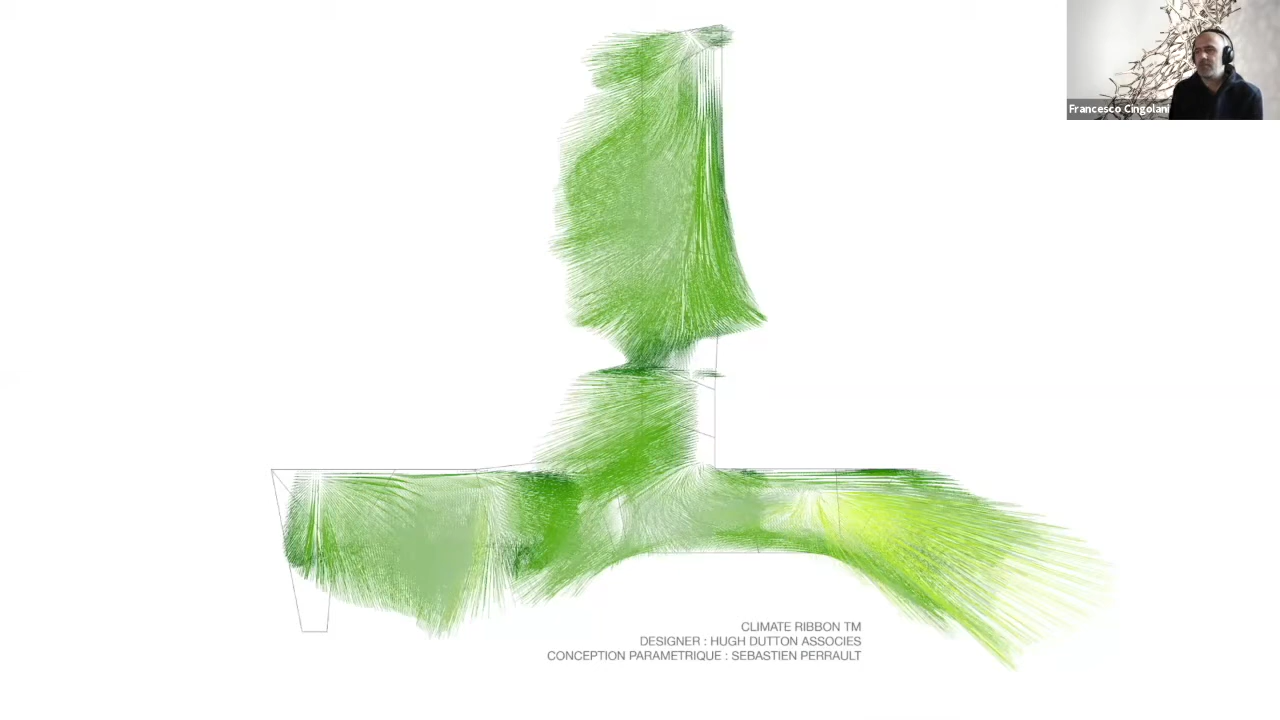 Francesco Cingolani
CLIMATE RIBBON TM
DESIGNER : HUGH DUTTON ASSOCIES
CONCEPTION PARAMETRIQUE : SEBASTIEN PERRAULT